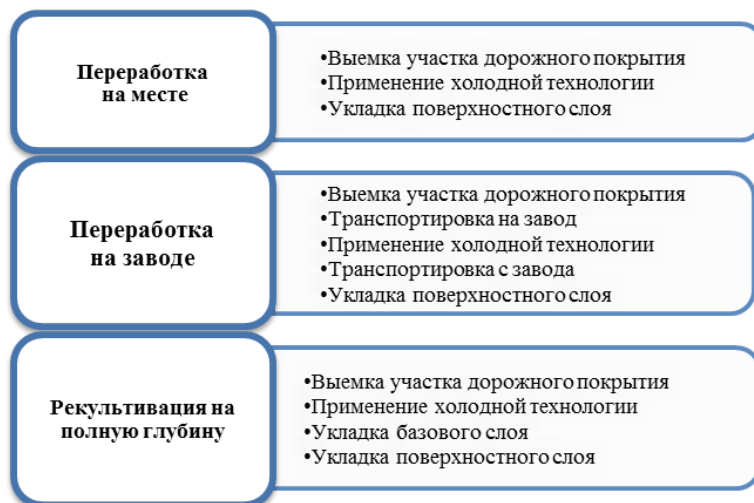 Переработка
на месте
•Выемка участка дорожного покрытия
•Применение холодной технологии
•Укладка поверхностного слоя
Переработка
на заводе
•Выемка участка дорожного покрытия
•Транспортировка на завод
•Применение холодной технологии
•Транспортировка с завода
•Укладка поверхностного слоя
Рекультивация на
полную глубину
•Выемка участка дорожного покрытия
•Применение холодной технологии
•Укладка базового слоя
•Укладка поверхностного слоя